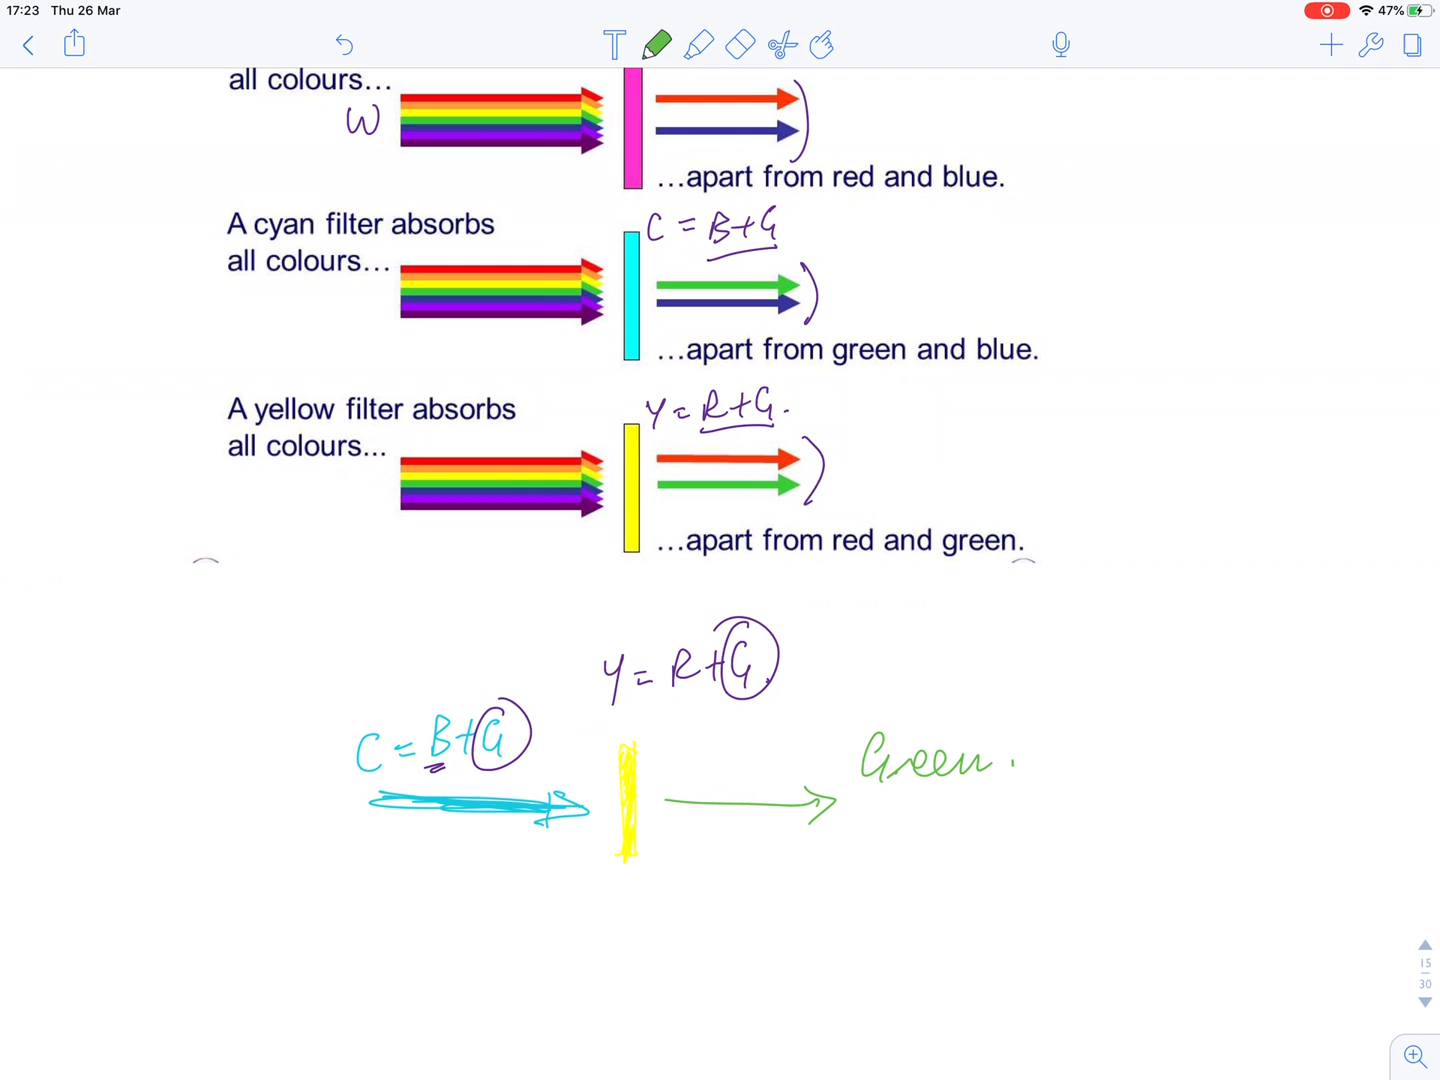 17:23 Thu 26 Mar
47%
T
all colours...
W
...apart from red and blue.
A cyan filter absorbs
all colours...
C = B+G
...apart from green and blue.
A yellow filter absorbs
all colours...
Y = R+G.
...apart from red and green.
Y = R+G.
C = B+G
Green.
15
30